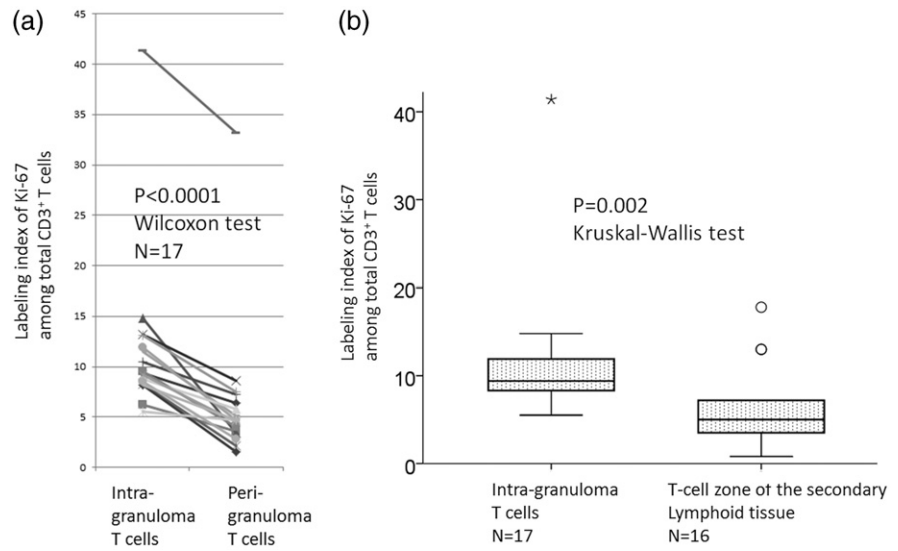 (a)
Labeling index of Ki-67
among total CD3⁺ T cells
45
40
35
30
25
20
15
10
5
0
P<0.0001
Wilcoxon test
N=17
Intra-
granuloma
T cells
Peri-
granuloma
T cells
(b)
Labeling index of Ki-67
among total CD3⁺ T cells
40
30
20
10
0
*
P=0.002
Kruskal-Wallis test
Intra-granuloma
T cells
N=17
T-cell zone of the secondary
Lymphoid tissue
N=16